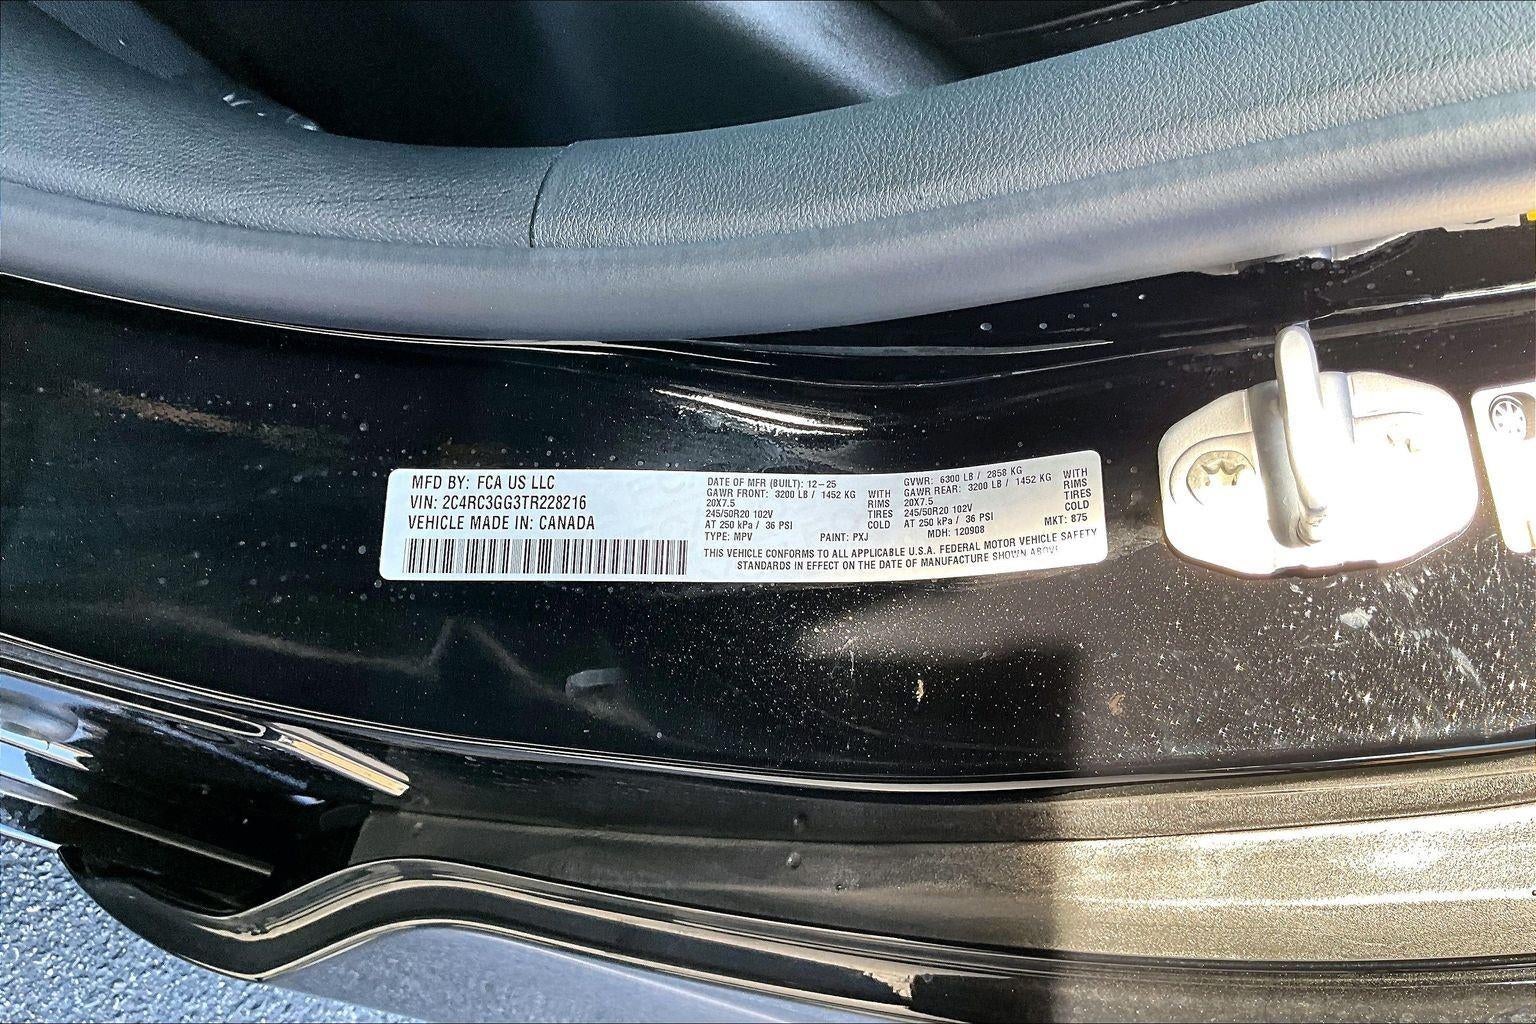 MFD BY: FCA US LLC
VIN: 2C4RC3GG3TR228216
VEHICLE MADE IN: CANADA
DATE OF MFR (BUILT): 12-25
GAWR FRONT: 3200 LB / 1452 KG WITH
20X7.5 RIMS
245/50R20 102V TIRES
AT 250 kPa / 36 PSI COLD
TYPE: MPV PAINT: PXJ
GVWR: 6300 LB / 2858 KG
GAWR REAR: 3200 LB / 1452 KG WITH
20X7.5 RIMS
245/50R20 102V TIRES
AT 250 kPa / 36 PSI COLD
MDH: 120908 MKT: 875
THIS VEHICLE CONFORMS TO ALL APPLICABLE U.S.A. FEDERAL MOTOR VEHICLE SAFETY
STANDARDS IN EFFECT ON THE DATE OF MANUFACTURE SHOWN ABOVE